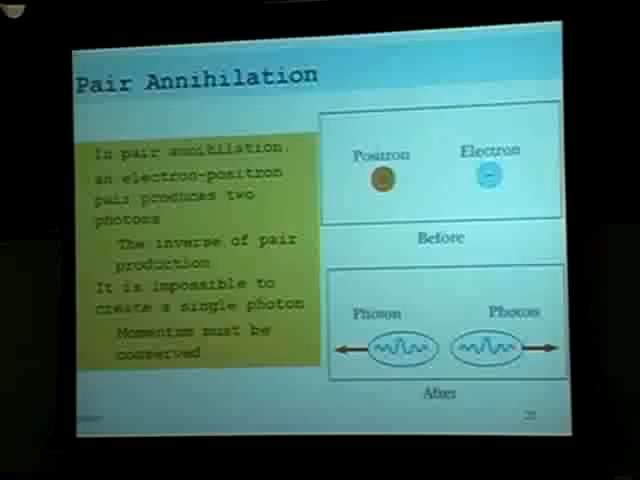 Pair Annihilation
In pair annihilation,
an electron-positron
pair produces two
photons
The inverse of pair
production
It is impossible to
create a single photon
Momentum must be
conserved
Positron
Electron
Before
Photon
Photon
After